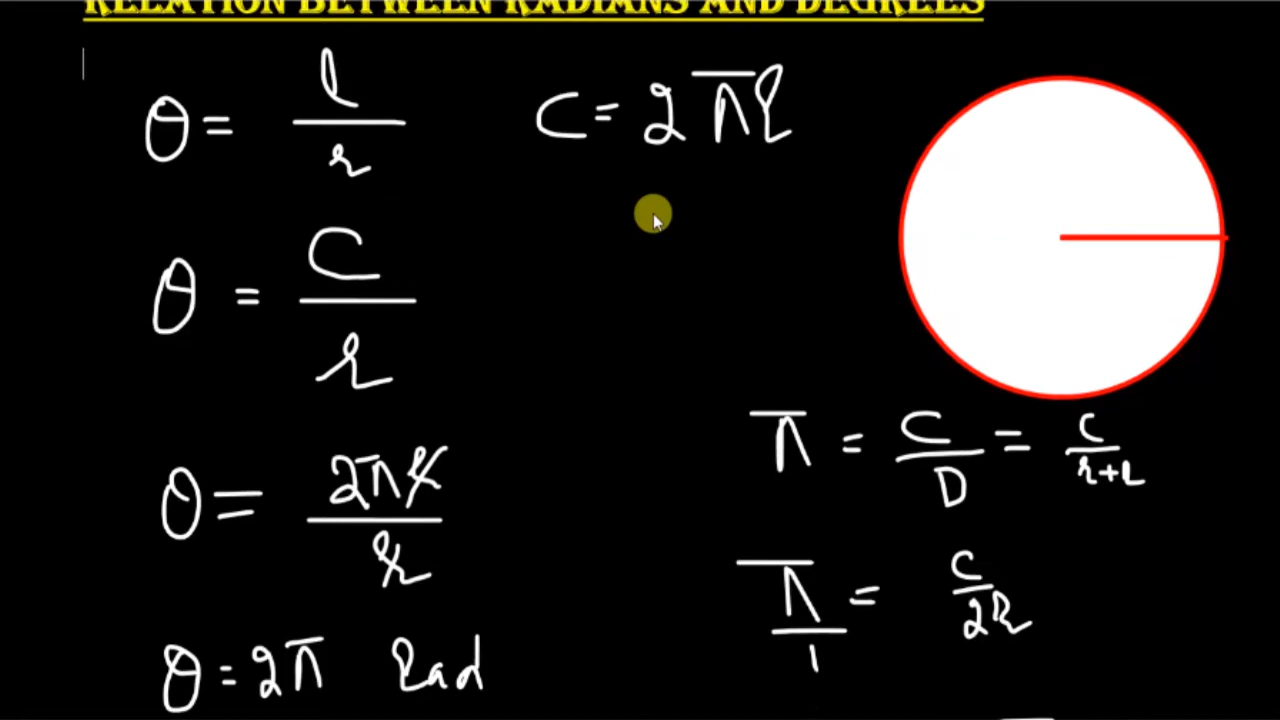 RELATION BETWEEN RADIANS AND DEGREES
θ = l/r
C = 2πr
θ = C/r
θ = 2πr/r
θ = 2π rad
π = C/D = C/r+r
π/1 = C/2r